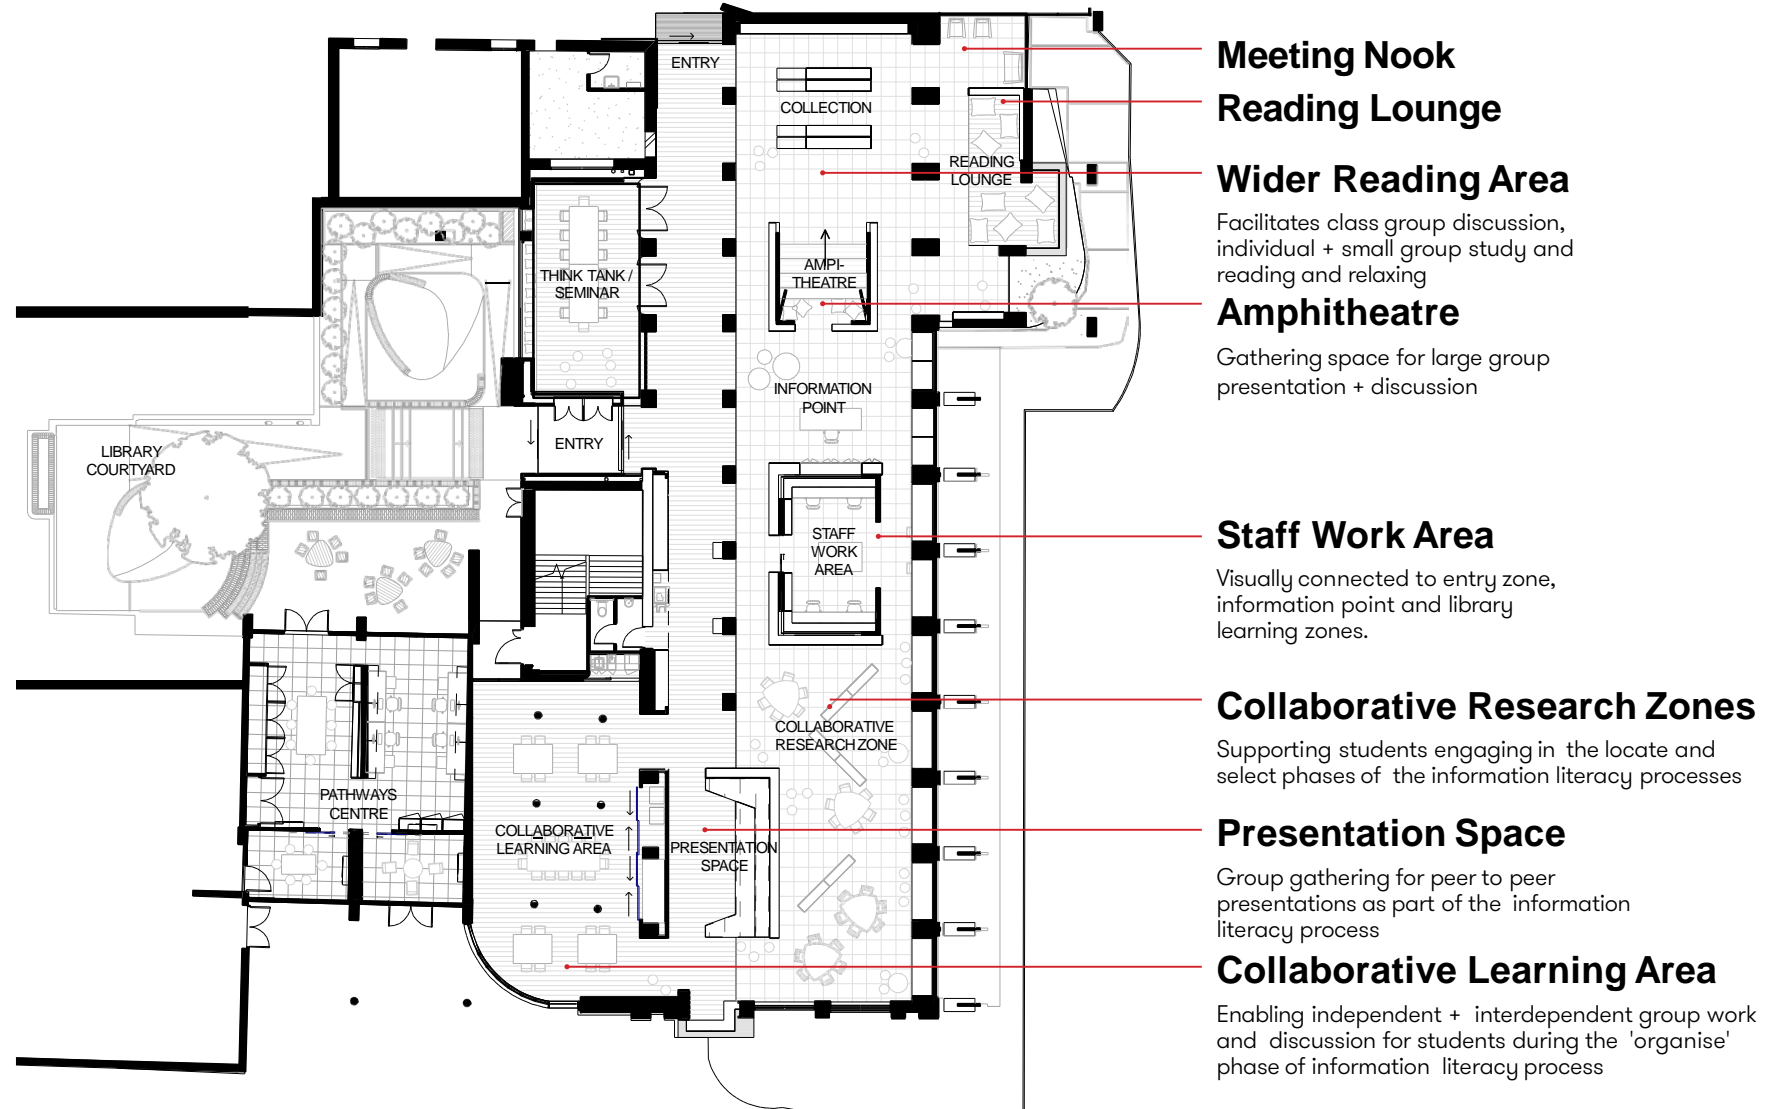 ENTRY
COLLECTION
READING
LOUNGE
THINK TANK /
SEMINAR
AMPI-
THEATRE
INFORMATION
POINT
ENTRY
LIBRARY
COURTYARD
STAFF
WORK
AREA
COLLABORATIVE
RESEARCH ZONE
PATHWAYS
CENTRE
COLLABORATIVE
LEARNING AREA
PRESENTATION
SPACE
Meeting Nook
Reading Lounge
Wider Reading Area
Facilitates class group discussion,
individual + small group study and
reading and relaxing
Amphitheatre
Gathering space for large group
presentation + discussion
Staff Work Area
Visually connected to entry zone,
information point and library
learning zones.
Collaborative Research Zones
Supporting students engaging in the locate and
select phases of the information literacy processes
Presentation Space
Group gathering for peer to peer
presentations as part of the information
literacy process
Collaborative Learning Area
Enabling independent + interdependent group work
and discussion for students during the 'organise'
phase of information literacy process